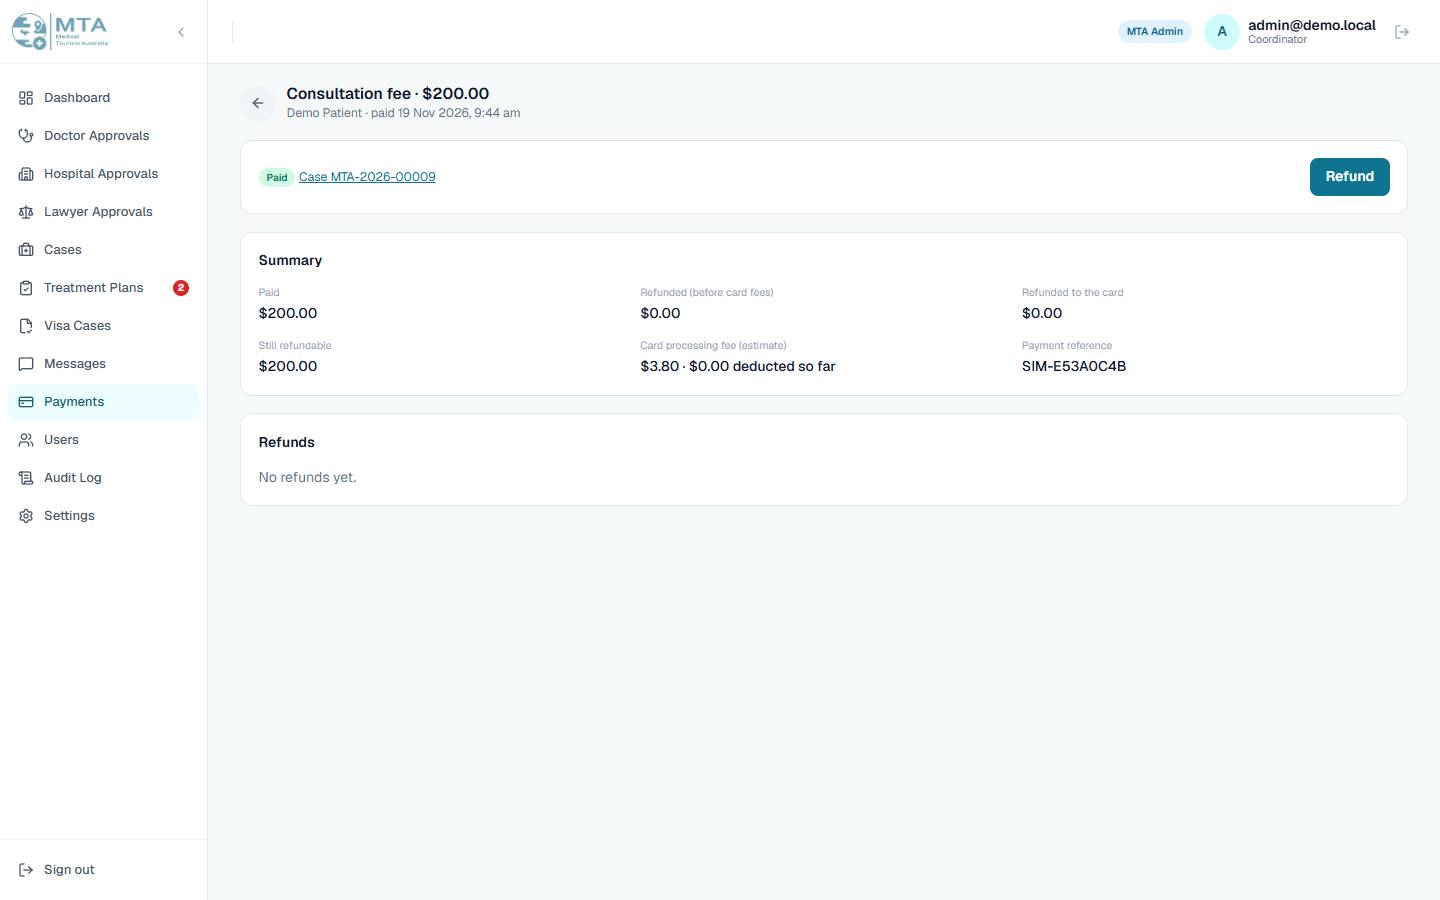 MTA
Medical
Tourism Australia
MTA Admin
A
admin@demo.local
Coordinator
Dashboard
Doctor Approvals
Hospital Approvals
Lawyer Approvals
Cases
Treatment Plans 2
Visa Cases
Messages
Payments
Users
Audit Log
Settings
Sign out
Consultation fee · $200.00
Demo Patient · paid 19 Nov 2026, 9:44 am
Paid Case MTA-2026-00009
Refund
Summary
Paid
$200.00
Refunded (before card fees)
$0.00
Refunded to the card
$0.00
Still refundable
$200.00
Card processing fee (estimate)
$3.80 · $0.00 deducted so far
Payment reference
SIM-E53A0C4B
Refunds
No refunds yet.